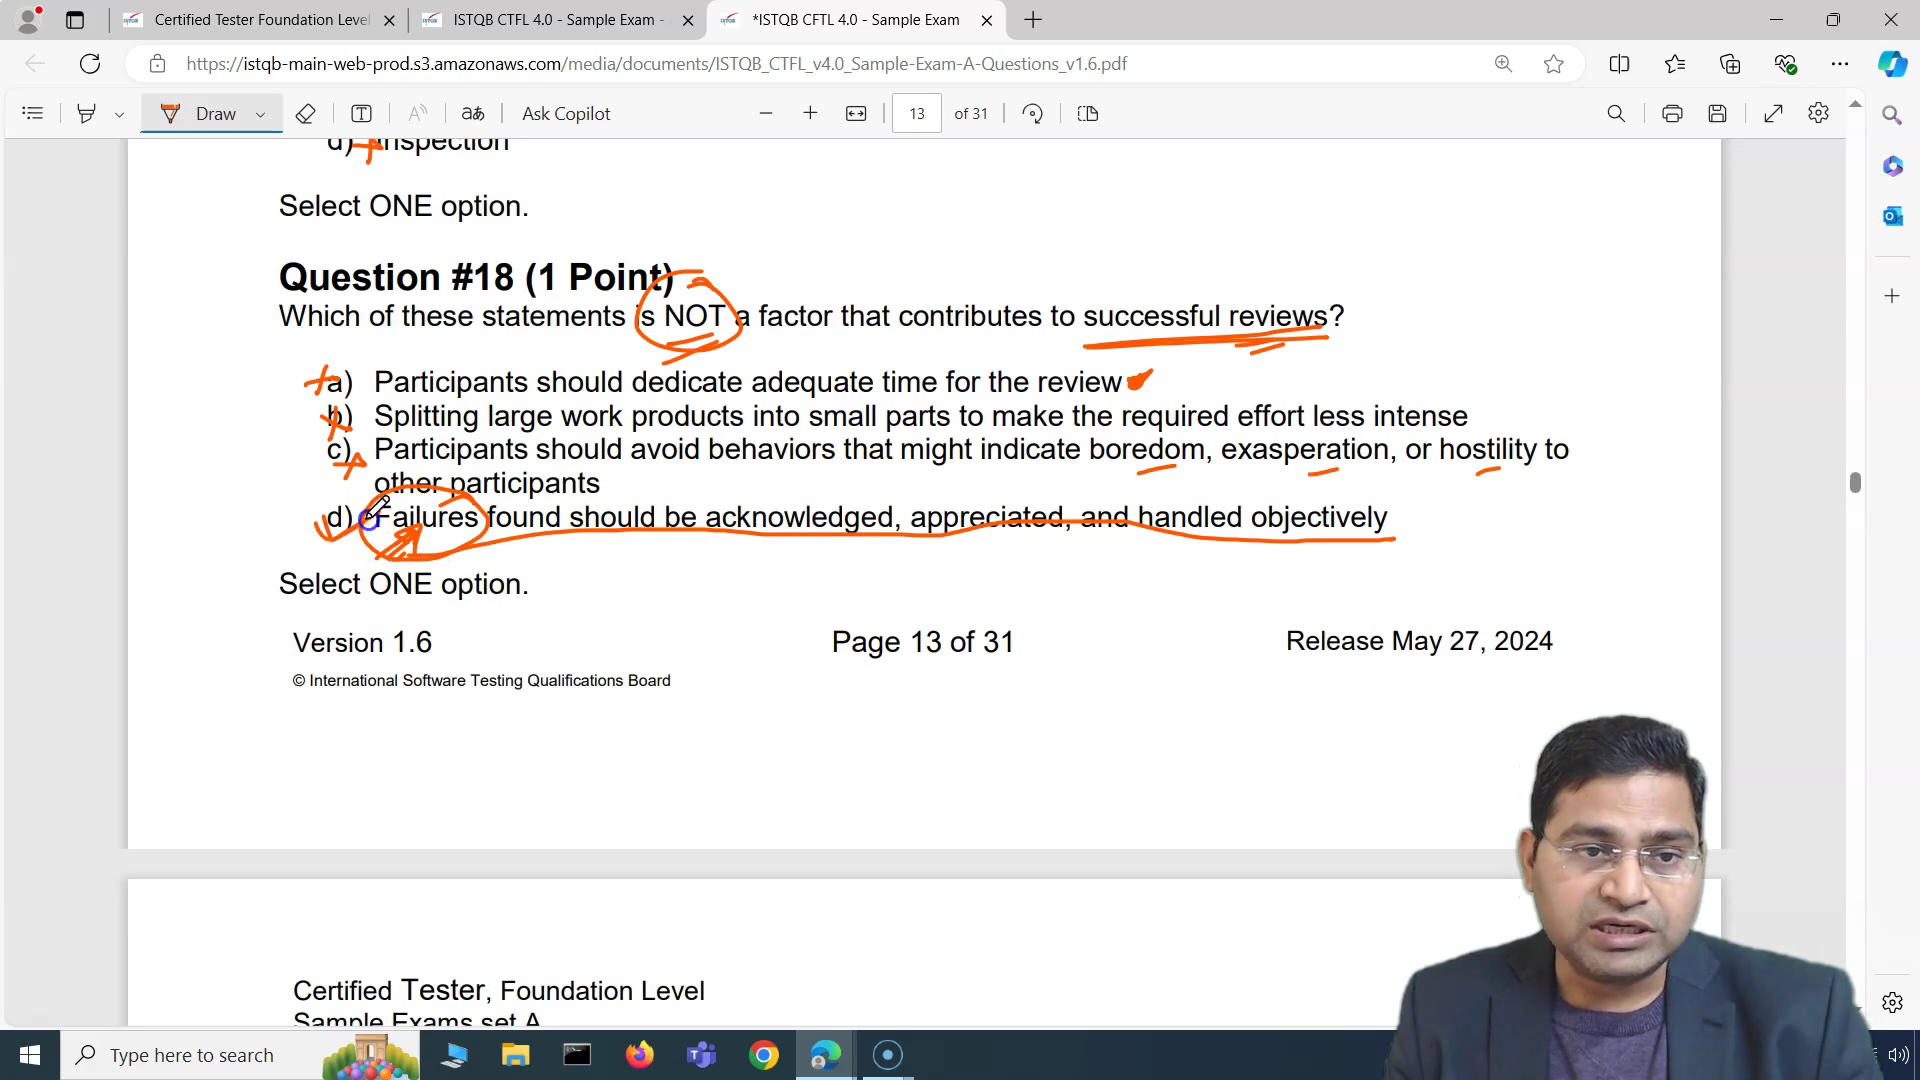 Certified Tester Foundation Level
ISTQB CTFL 4.0 - Sample Exam -
*ISTQB CFTL 4.0 - Sample Exam
https://istqb-main-web-prod.s3.amazonaws.com/media/documents/ISTQB_CTFL_v4.0_Sample-Exam-A-Questions_v1.6.pdf
Draw
aあ
Ask Copilot
13 of 31
d) Inspection
Select ONE option.
Question #18 (1 Point)
Which of these statements is NOT a factor that contributes to successful reviews?
a) Participants should dedicate adequate time for the review
b) Splitting large work products into small parts to make the required effort less intense
c) Participants should avoid behaviors that might indicate boredom, exasperation, or hostility to
other participants
d) Failures found should be acknowledged, appreciated, and handled objectively
Select ONE option.
Version 1.6 Page 13 of 31 Release May 27, 2024
© International Software Testing Qualifications Board
Certified Tester, Foundation Level
Sample Exams set A
Type here to search